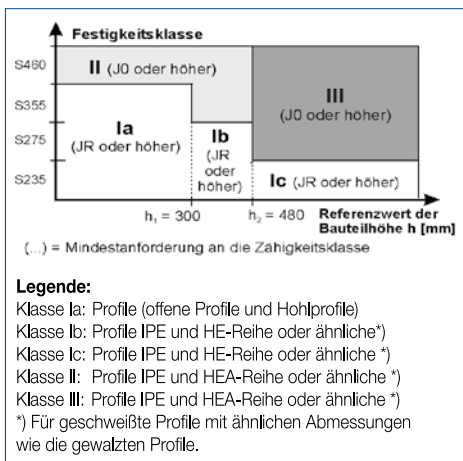 Festigkeitsklasse
S460
II (J0 oder höher)
S355
III
(J0 oder höher)
Ia
(JR oder höher)
Ib
(JR
oder
höher)
S275
S235
Ic (JR oder höher)
h₁ = 300
h₂ = 480
Referenzwert der
Bauteilhöhe h [mm]
(...) = Mindestanforderung an die Zähigkeitsklasse
Legende:
Klasse Ia: Profile (offene Profile und Hohlprofile)
Klasse Ib: Profile IPE und HE-Reihe oder ähnliche*)
Klasse Ic: Profile IPE und HE-Reihe oder ähnliche *)
Klasse II: Profile IPE und HEA-Reihe oder ähnliche *)
Klasse III: Profile IPE und HEA-Reihe oder ähnliche *)
*) Für geschweißte Profile mit ähnlichen Abmessungen
wie die gewalzten Profile.